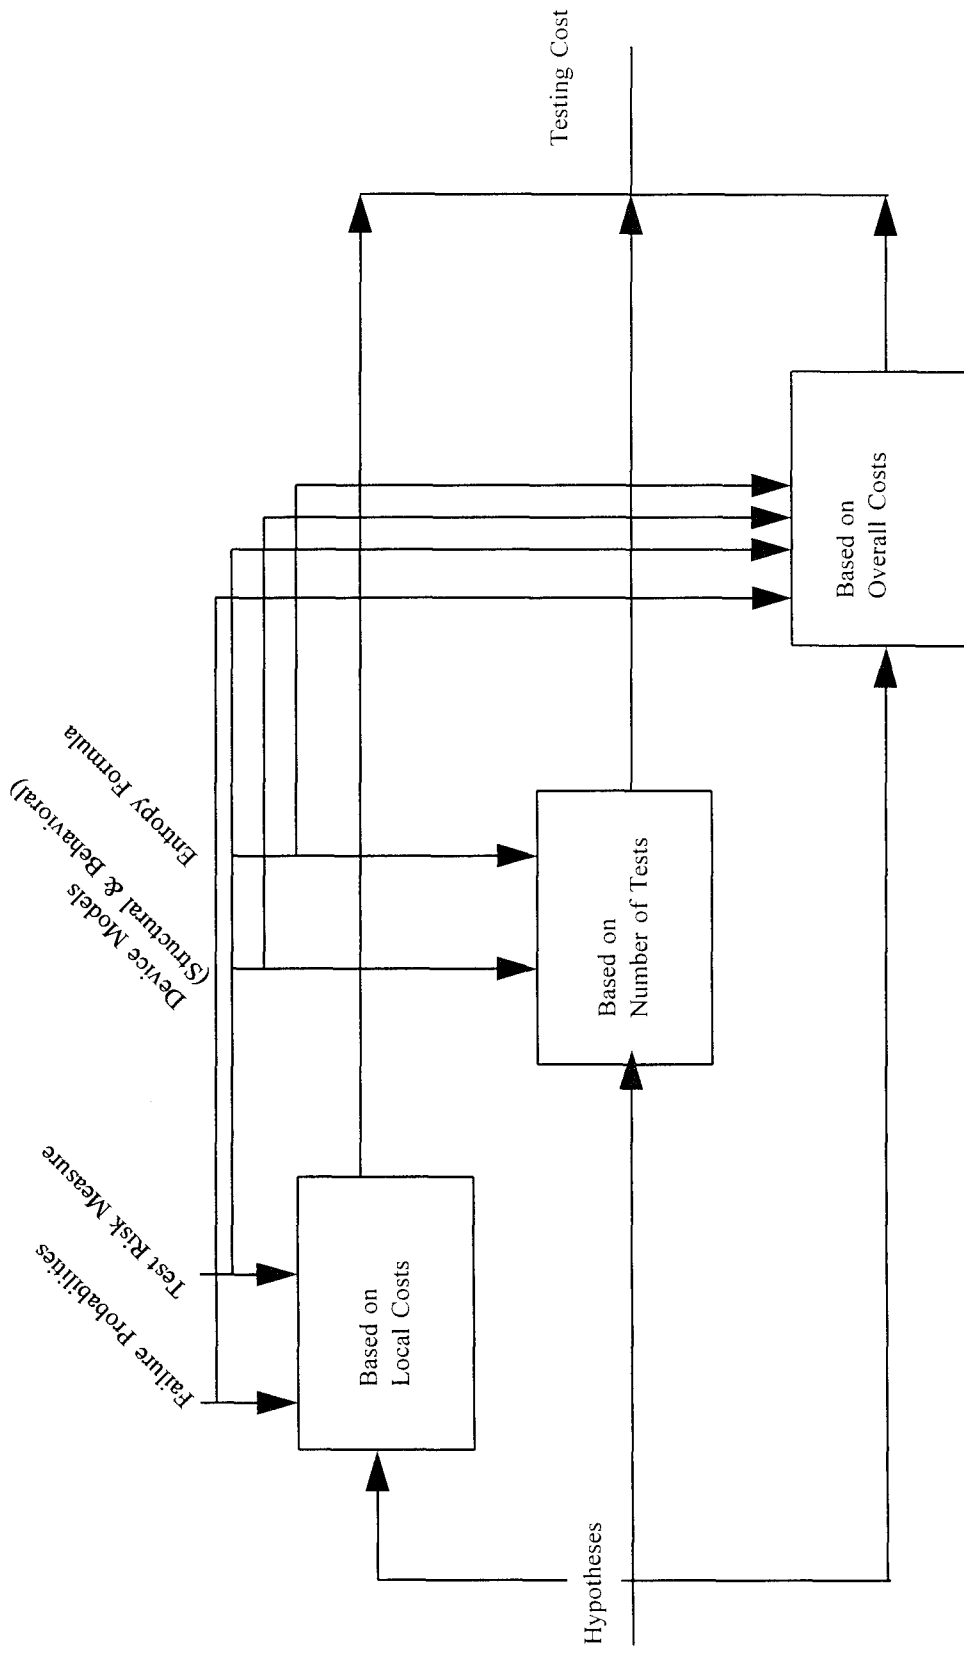 Failure Probabilities
Test Risk Measure
Device Models
(Structural & Behavioral)
Entropy Formula
Based on
Local Costs
Based on
Number of Tests
Based on
Overall Costs
Hypotheses
Testing Cost